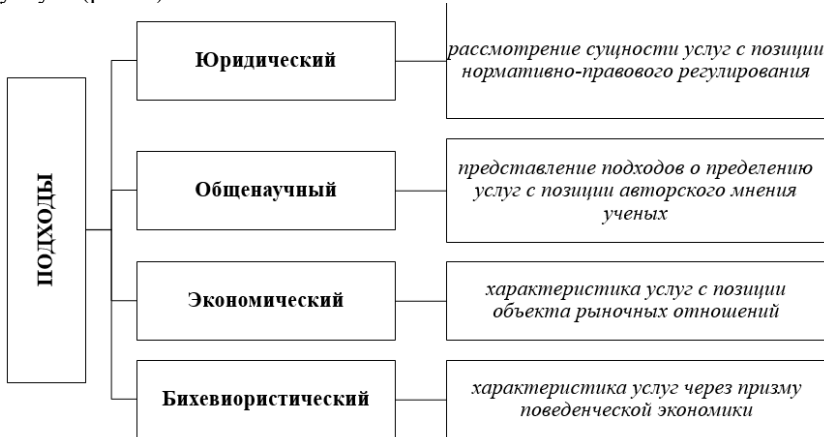 ПОДХОДЫ
Юридический
рассмотрение сущности услуг с позиции
нормативно-правового регулирования
Общенаучный
представление подходов о пределению
услуг с позиции авторского мнения
ученых
Экономический
характеристика услуг с позиции
объекта рыночных отношений
Бихевиористический
характеристика услуг через призму
поведенческой экономики